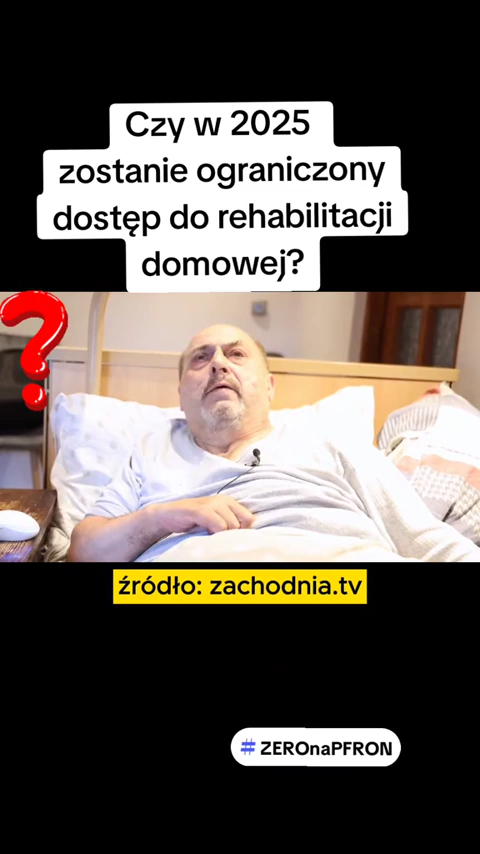 Czy w 2025
zostanie ograniczony
dostęp do rehabilitacji
domowej?
źródło: zachodnia.tv
# ZEROnaPFRON